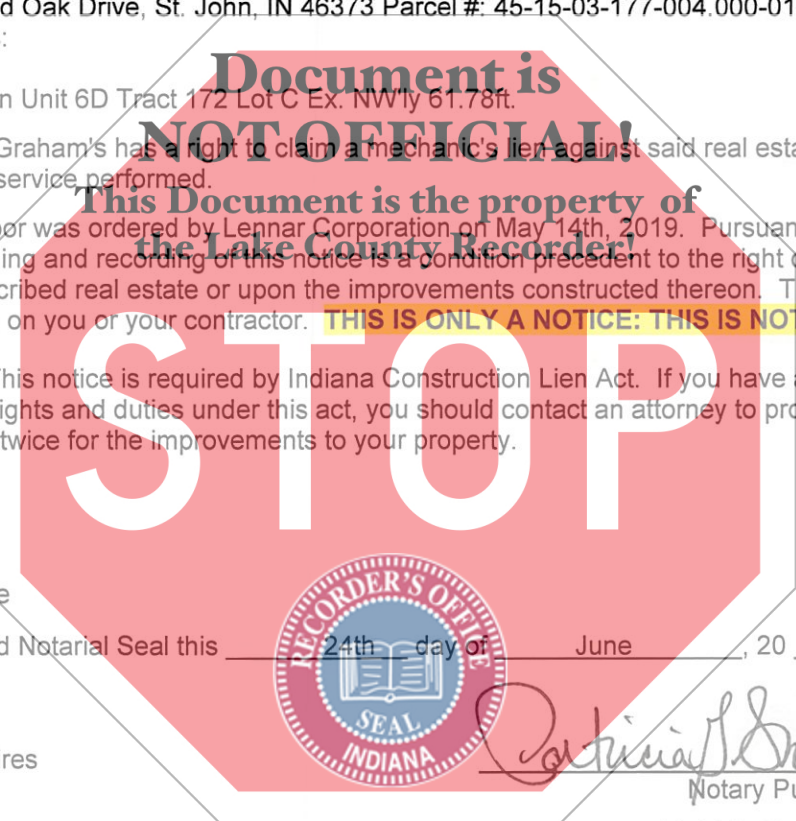 d Oak Drive, St. John, IN 46373 Parcel #: 45-15-03-177-004.000-01
s:
Document is
n Unit 6D Tract 172 Lot C Ex. NW'ly 61.78ft.
NOT OFFICIAL!
Graham's has a right to claim a mechanic's lien against said real esta
service performed.
This Document is the property of
or was ordered by Lennar Corporation on May 14th, 2019. Pursuan
the Lake County Recorder!
ing and recording of this notice is a condition precedent to the right o
cribed real estate or upon the improvements constructed thereon. T
on you or your contractor. THIS IS ONLY A NOTICE: THIS IS NOT
STOP
This notice is required by Indiana Construction Lien Act. If you have a
ights and duties under this act, you should contact an attorney to pro
twice for the improvements to your property.
e
RECORDER'S OFFICE
d Notarial Seal this 24th day of June, 20
SEAL
INDIANA
res
Patricia J. S
Notary Pu